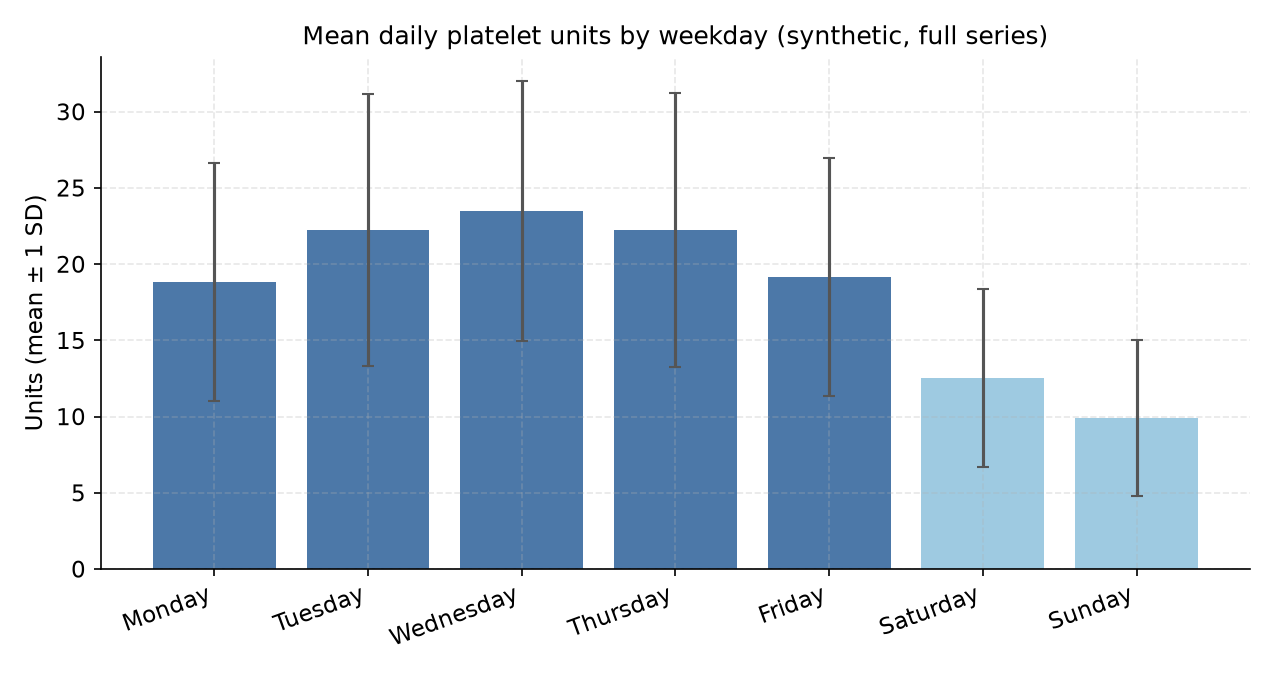 Mean daily platelet units by weekday (synthetic, full series)
Units (mean ± 1 SD)
30
25
20
15
10
5
0
Monday
Tuesday
Wednesday
Thursday
Friday
Saturday
Sunday